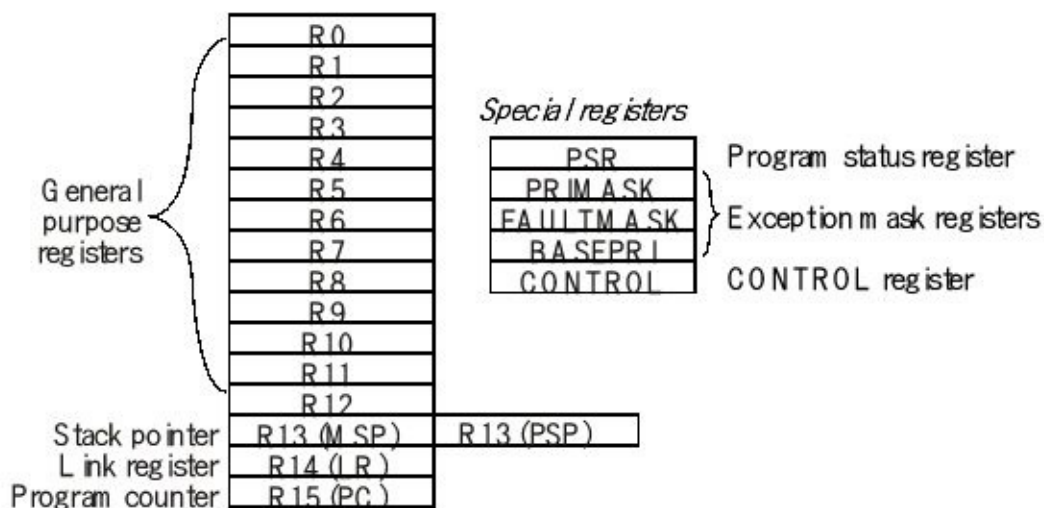 R0
R1
R2
R3
R4
R5
R6
R7
R8
R9
R10
R11
R12
General
purpose
registers
Stack pointer R13 (MSP) R13 (PSP)
Link register R14 (LR)
Program counter R15 (PC)
Special registers
PSR Program status register
PRIMASK
FAULTMASK Exception mask registers
BASEPRI
CONTROL CONTROL register